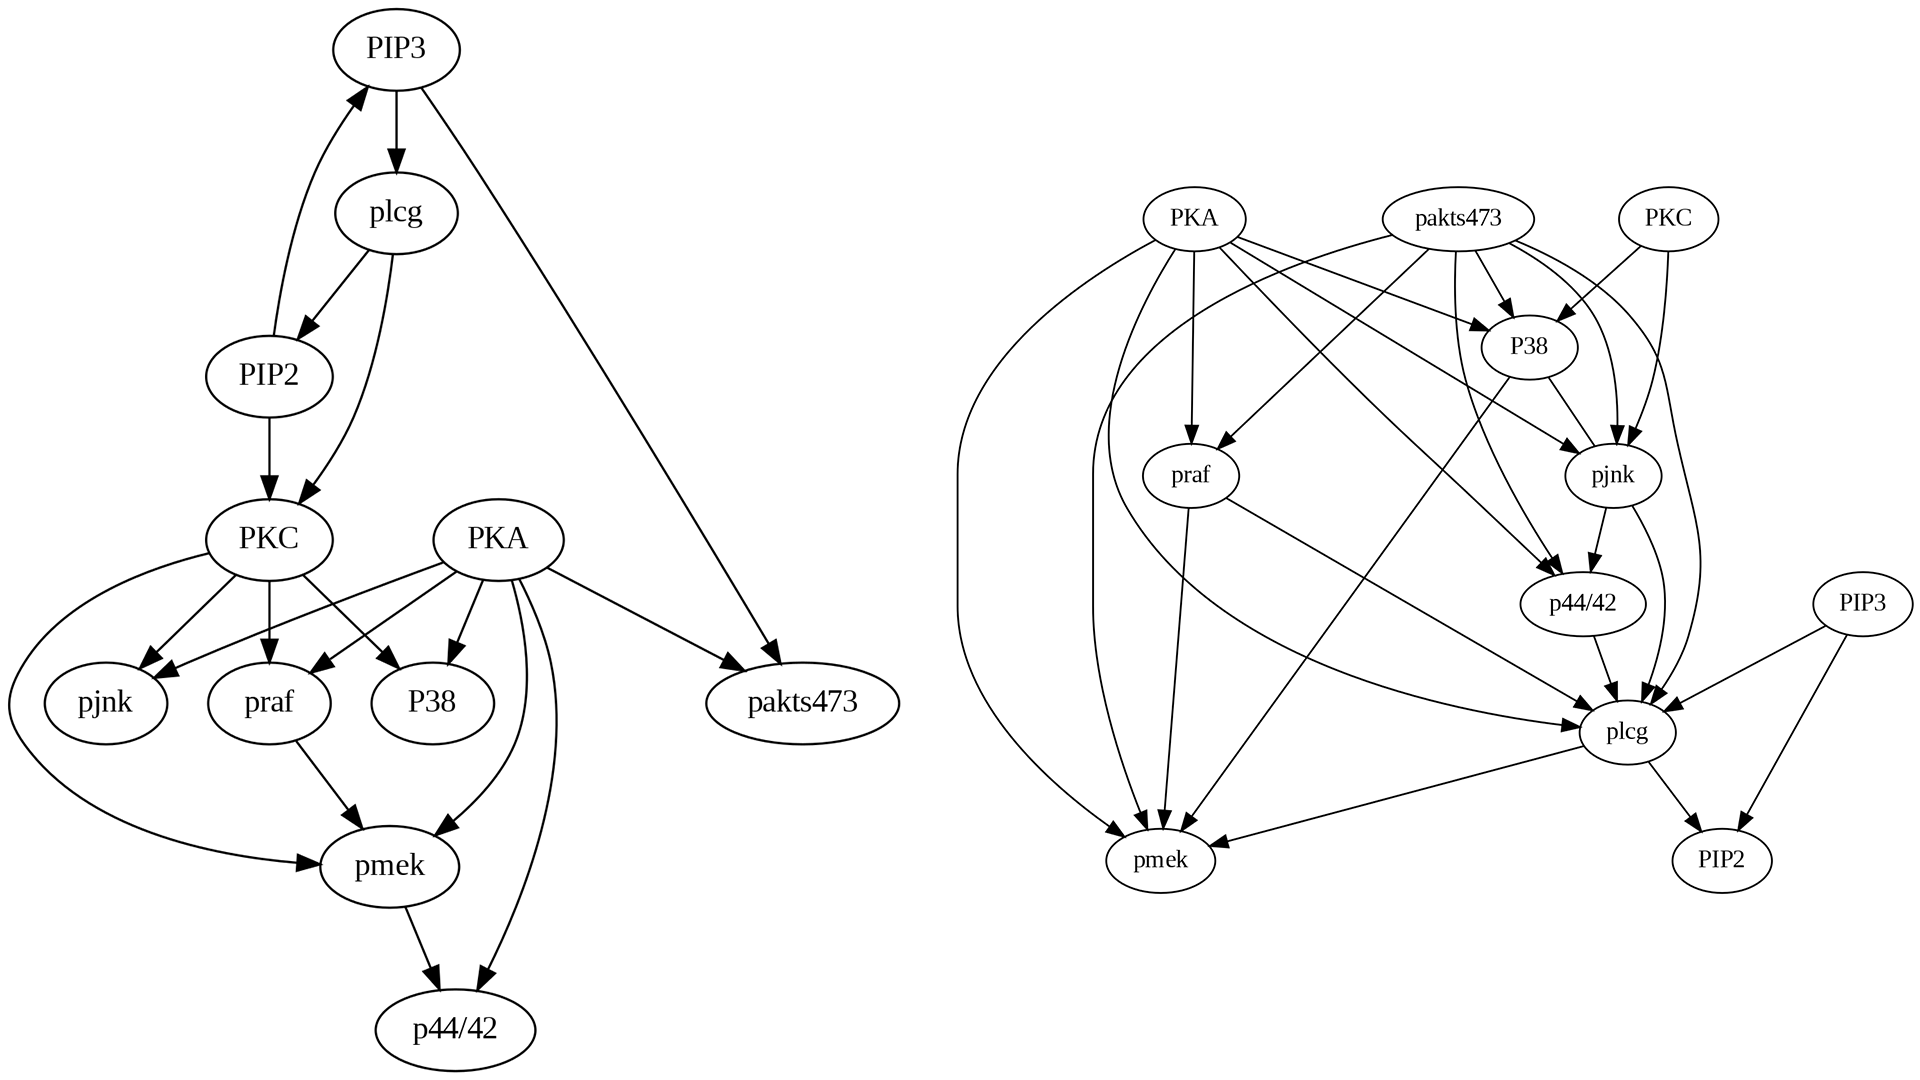 PIP3
plcg
PIP2
PKC
PKA
pjnk
praf
P38
pakts473
pmek
p44/42
PKA
pakts473
PKC
P38
praf
pjnk
p44/42
PIP3
plcg
pmek
PIP2